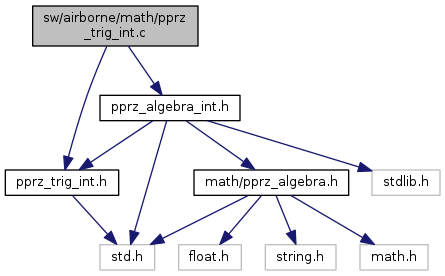 sw/airborne/math/pprz
_trig_int.c
pprz_algebra_int.h
pprz_trig_int.h
math/pprz_algebra.h
stdlib.h
std.h
float.h
string.h
math.h